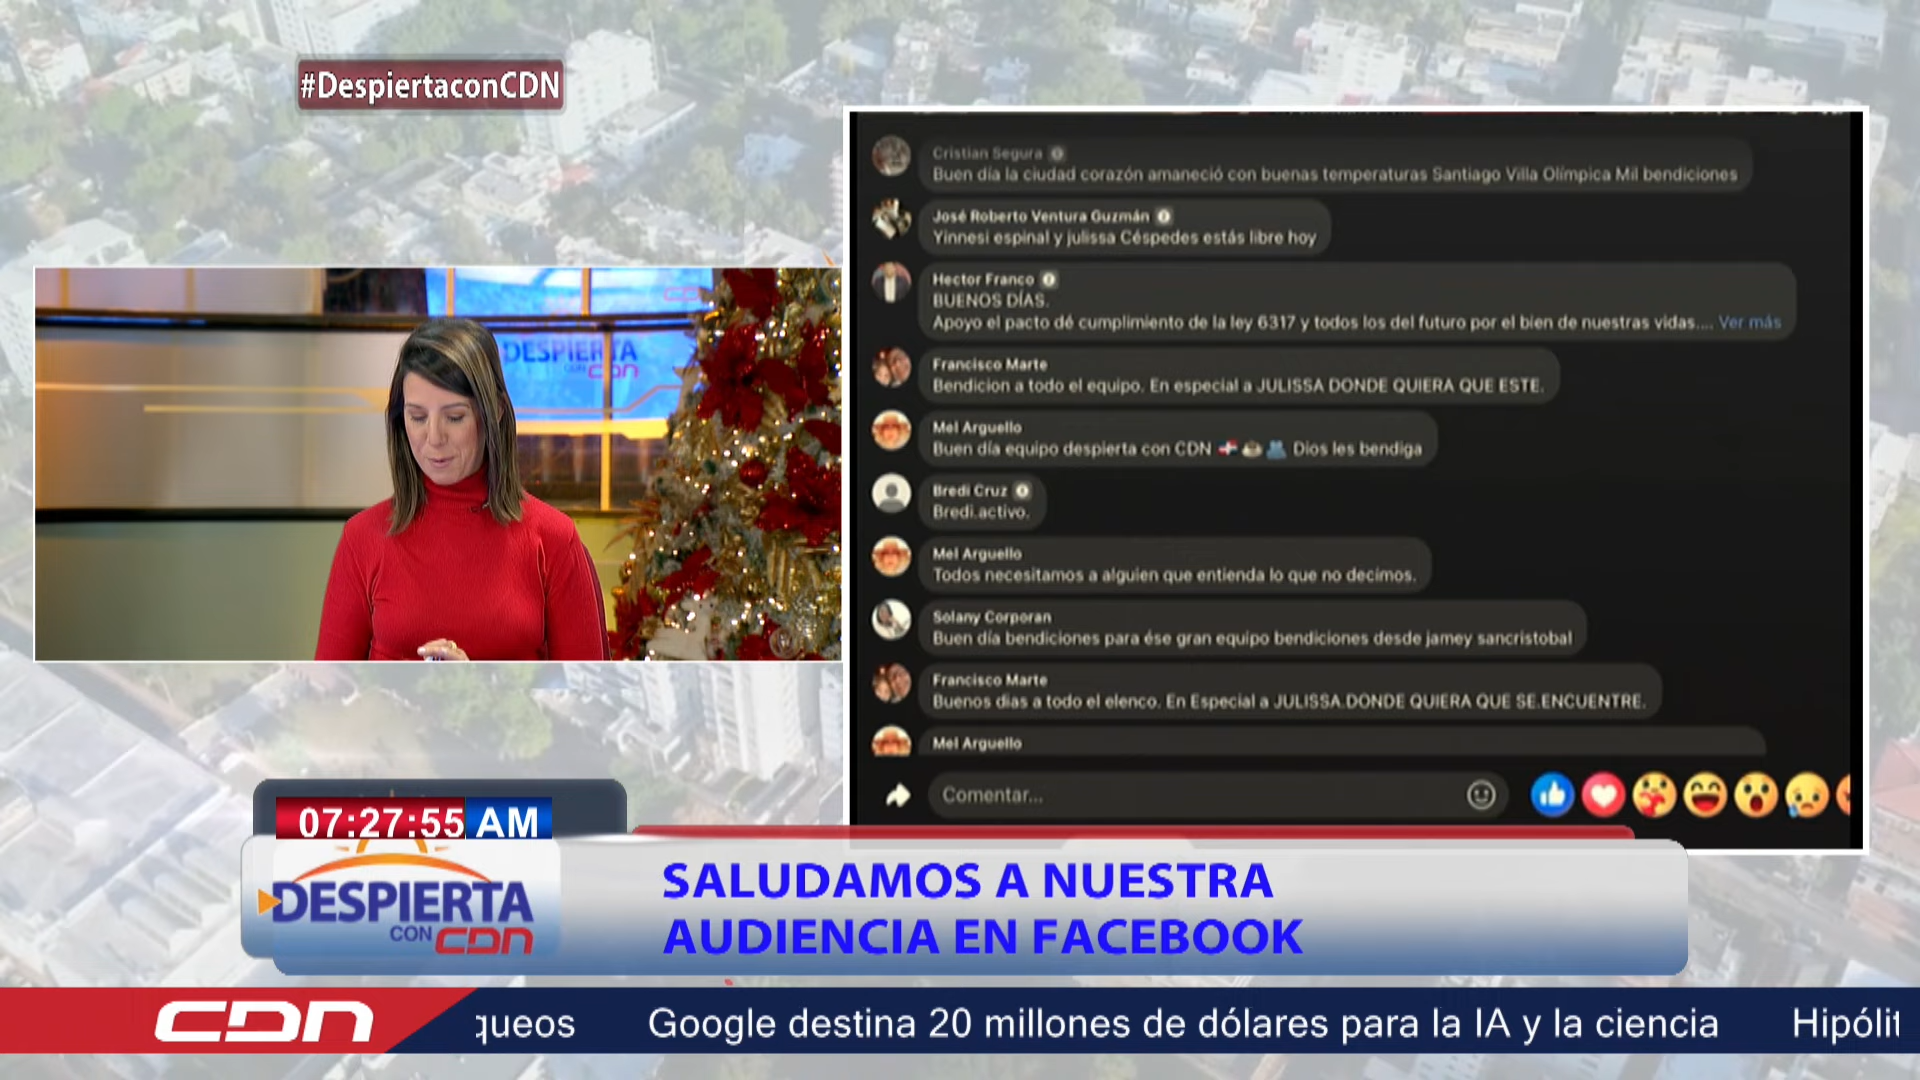 #DespiertaconCDN
Cristian Segura
Buen día la ciudad corazón amaneció con buenas temperaturas Santiago Villa Olímpica Mil bendiciones
José Roberto Ventura Guzmán
Yinnesi espinal y julissa Céspedes estás libre hoy
Hector Franco
BUENOS DÍAS.
Apoyo el pacto dé cumplimiento de la ley 6317 y todos los del futuro por el bien de nuestras vidas.... Ver más
Francisco Marte
Bendicion a todo el equipo. En especial a JULISSA DONDE QUIERA QUE ESTE.
Mel Arguello
Buen día equipo despierta con CDN Dios les bendiga
Bredi Cruz
Bredi.activo.
Mel Arguello
Todos necesitamos a alguien que entienda lo que no decimos.
Solany Corporan
Buen día bendiciones para ése gran equipo bendiciones desde jamey sancristobal
Francisco Marte
Buenos dias a todo el elenco. En Especial a JULISSA.DONDE QUIERA QUE SE.ENCUENTRE.
Mel Arguello
Comentar...
DESPIERTA
CON CDN
07:27:55 AM
DESPIERTA
CON CDN
SALUDAMOS A NUESTRA
AUDIENCIA EN FACEBOOK
CDN queos Google destina 20 millones de dólares para la IA y la ciencia Hipólit